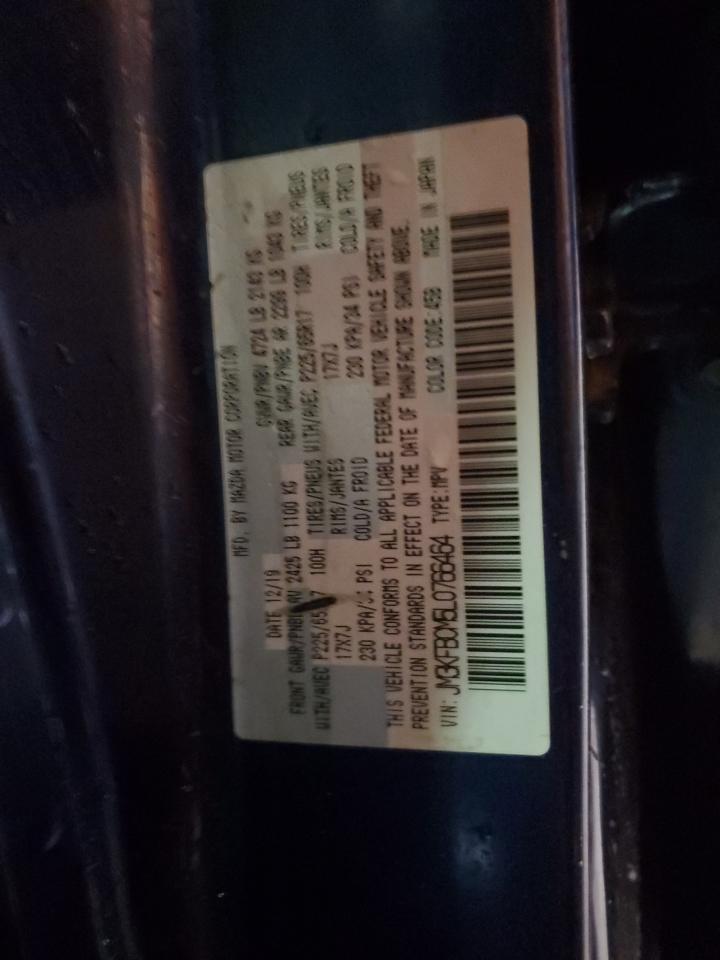 MFD. BY MAZDA MOTOR CORPORATION
DATE 12/19 GVWR/PNBV 4724 LB 2143 KG
FRONT GAWR/PNBE AV 2425 LB 1100 KG REAR GAWR/PNBE AR 2299 LB 1043 KG
WITH/AVEC P225/65R17 100H TIRES/PNEUS WITH/AVEC P225/65R17 100H TIRES/PNEUS
17X7J RIMS/JANTES 17X7J RIMS/JANTES
230 KPA/34 PSI COLD/A FROID 230 KPA/34 PSI COLD/A FROID
THIS VEHICLE CONFORMS TO ALL APPLICABLE FEDERAL MOTOR VEHICLE SAFETY AND THEFT
PREVENTION STANDARDS IN EFFECT ON THE DATE OF MANUFACTURE SHOWN ABOVE.
VIN: JM3KFBCM5L0766464 TYPE:MPV COLOR CODE:45B MADE IN JAPAN